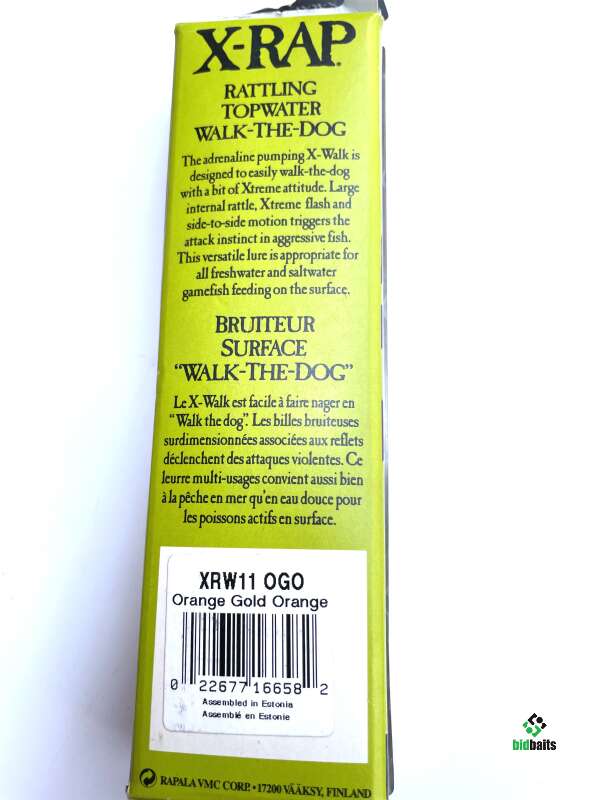 X-RAP®
RATTLING
TOPWATER
WALK-THE-DOG
The adrenaline pumping X-Walk is
designed to easily walk-the-dog
with a bit of Xtreme attitude. Large
internal rattle, Xtreme flash and
side-to-side motion triggers the
attack instinct in aggressive fish.
This versatile lure is appropriate for
all freshwater and saltwater
gamefish feeding on the surface.
BRUITEUR
SURFACE
“WALK-THE-DOG”
Le X-Walk est facile à faire nager en
“Walk the dog”. Les billes bruiteuses
surdimensionnées associées aux reflets
déclenchent des attaques violentes. Ce
leurre multi-usages convient aussi bien
à la pêche en mer qu’en eau douce pour
les poissons actifs en surface.
XRW11 OGO
Orange Gold Orange
0 22677 16658 2
Assembled in Estonia
Assemblé en Estonie
RAPALA VMC CORP. • 17200 VÄÄKSY, FINLAND
bidbaits